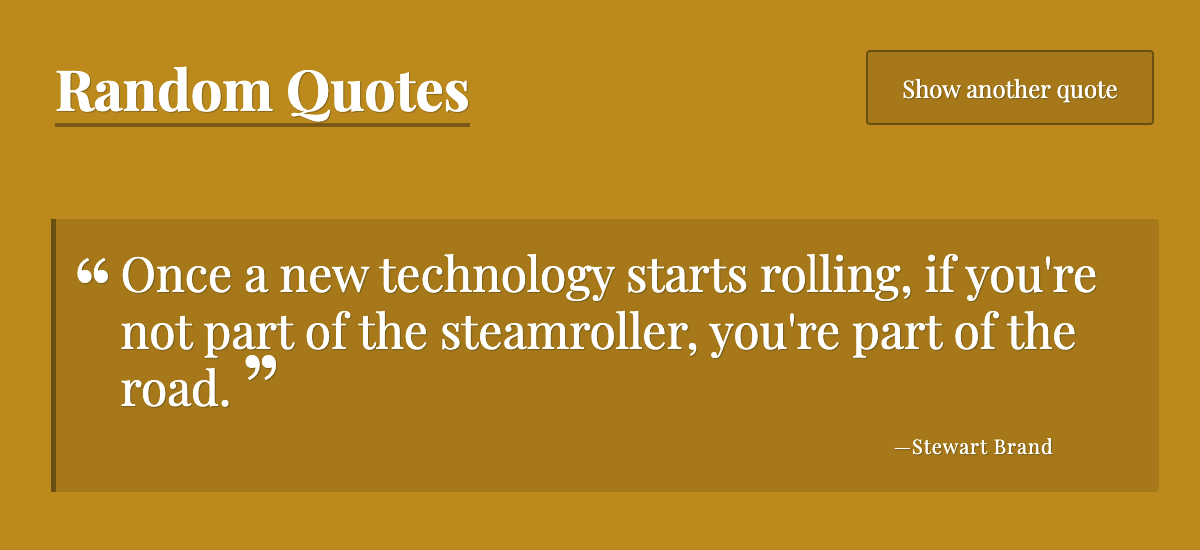 Random Quotes
Show another quote
“ Once a new technology starts rolling, if you're
not part of the steamroller, you're part of the
road. ”
—Stewart Brand